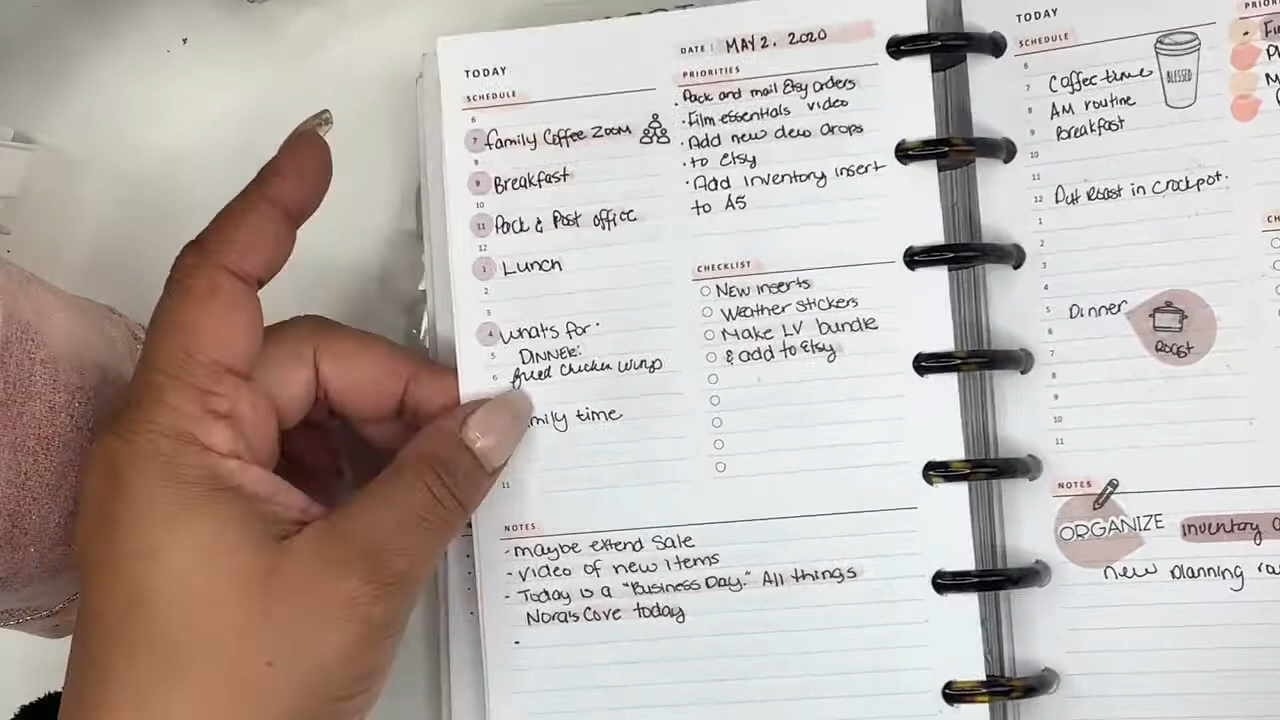 TODAY
SCHEDULE
6
7 family Coffee Zoom
8
9 Breakfast
10
11 Pack & Post office
12
1 Lunch
2
3
4 what's for:
5 DINNER:
6 fried chicken wings
mily time
11
DATE | MAY 2. 2020
PRIORITIES
· Pack and mail Etsy orders
· Film essentials video
· Add new dew drops
· to Etsy
· Add Inventory insert
to A5
CHECKLIST
New inserts
Weather stickers
Make LV bundle
& add to Etsy
NOTES
- maybe extend Sale
- video of new items
- Today is a "Business Day." All things
Nora's Cove today
-
TODAY
SCHEDULE
6
7 Coffee time
8 AM routine
9 Breakfast
10
11
12 Roast in crockpot.
1
2
3
4
5 Dinner
6
7
8
9
10
11
BLESSED
ROAST
NOTES
ORGANIZE inventory
new planning